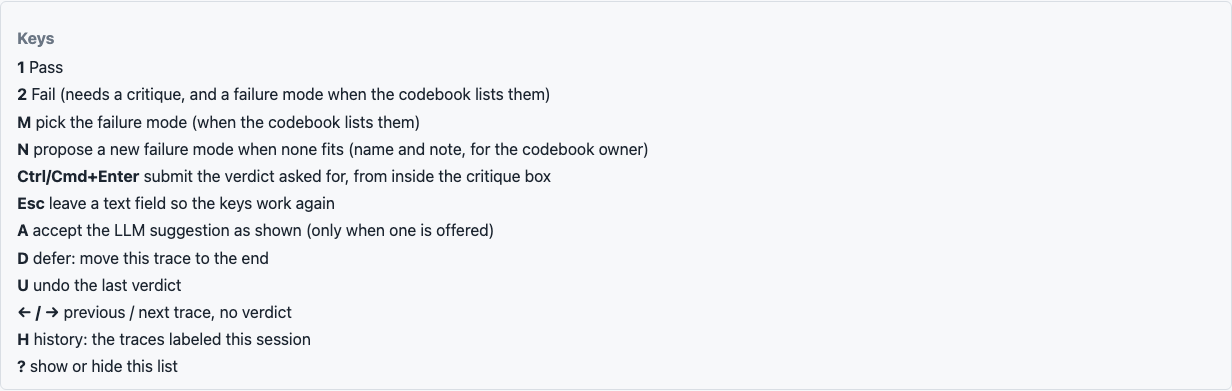 Keys
1 Pass
2 Fail (needs a critique, and a failure mode when the codebook lists them)
M pick the failure mode (when the codebook lists them)
N propose a new failure mode when none fits (name and note, for the codebook owner)
Ctrl/Cmd+Enter submit the verdict asked for, from inside the critique box
Esc leave a text field so the keys work again
A accept the LLM suggestion as shown (only when one is offered)
D defer: move this trace to the end
U undo the last verdict
← / → previous / next trace, no verdict
H history: the traces labeled this session
? show or hide this list